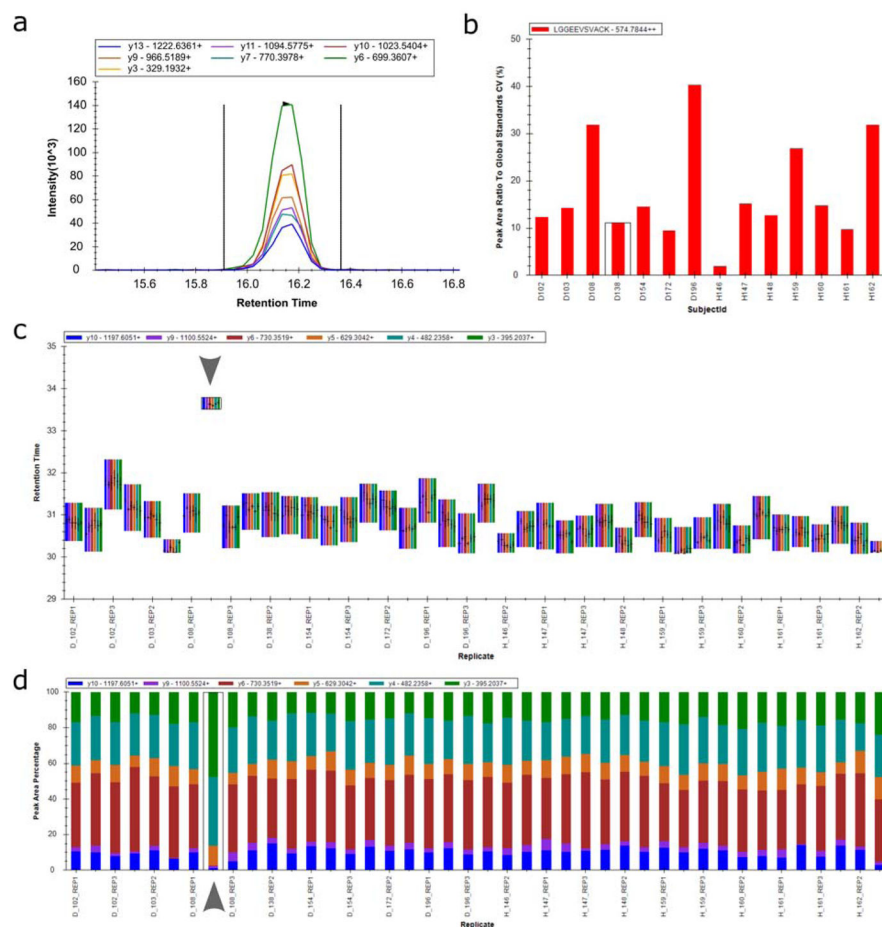 a
y13 - 1222.6361+ y11 - 1094.5775+ y10 - 1023.5404+
y9 - 966.5189+ y7 - 770.3978+ y6 - 699.3607+
y3 - 329.1932+
Intensity(10^3)
160
140
120
100
80
60
40
20
0
15.6 15.8 16.0 16.2 16.4 16.6 16.8
Retention Time
b
LGGEEVSVACK - 574.7844++
Peak Area Ratio To Global Standards CV (%)
50
40
30
20
10
0
D102 D103 D108 D138 D154 D172 D196 H146 H147 H148 H159 H160 H161 H162
SubjectId
c
y10 - 1197.6051+ y9 - 1100.5524+ y6 - 730.3519+ y5 - 629.3042+ y4 - 482.2358+ y3 - 395.2037+
Retention Time
35
34
33
32
31
30
29
D_102_REP1 D_102_REP3 D_103_REP2 D_108_REP1 D_108_REP3 D_138_REP2 D_154_REP1 D_154_REP3 D_172_REP2 D_196_REP1 D_196_REP3 H_146_REP2 H_147_REP1 H_147_REP3 H_148_REP2 H_159_REP1 H_159_REP3 H_160_REP2 H_161_REP1 H_161_REP3 H_162_REP2
Replicate
d
y10 - 1197.6051+ y9 - 1100.5524+ y6 - 730.3519+ y5 - 629.3042+ y4 - 482.2358+ y3 - 395.2037+
Peak Area Percentage
100
80
60
40
20
0
D_102_REP1 D_102_REP3 D_103_REP2 D_108_REP1 D_108_REP3 D_138_REP2 D_154_REP1 D_154_REP3 D_172_REP2 D_196_REP1 D_196_REP3 H_146_REP2 H_147_REP1 H_147_REP3 H_148_REP2 H_159_REP1 H_159_REP3 H_160_REP2 H_161_REP1 H_161_REP3 H_162_REP2
Replicate